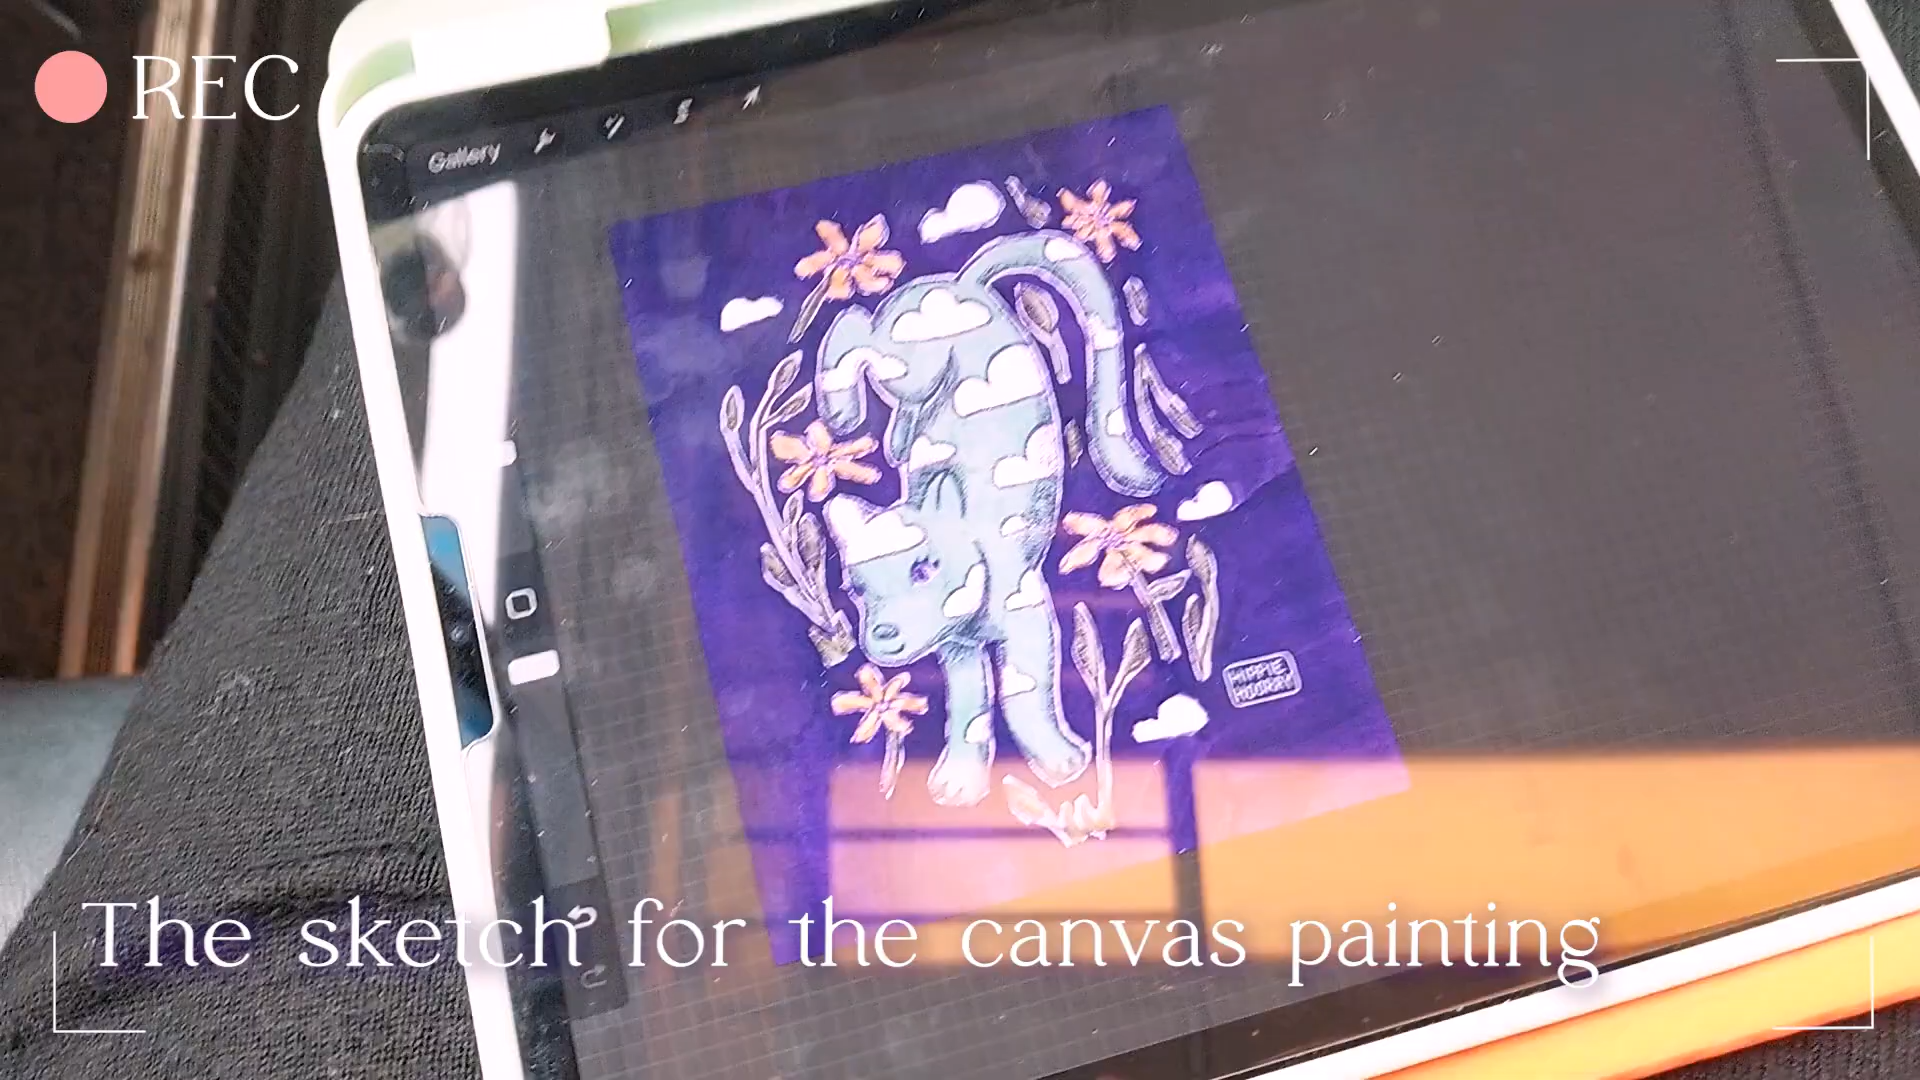 REC
Gallery
HIPPIE
HOORAY
The sketch for the canvas painting